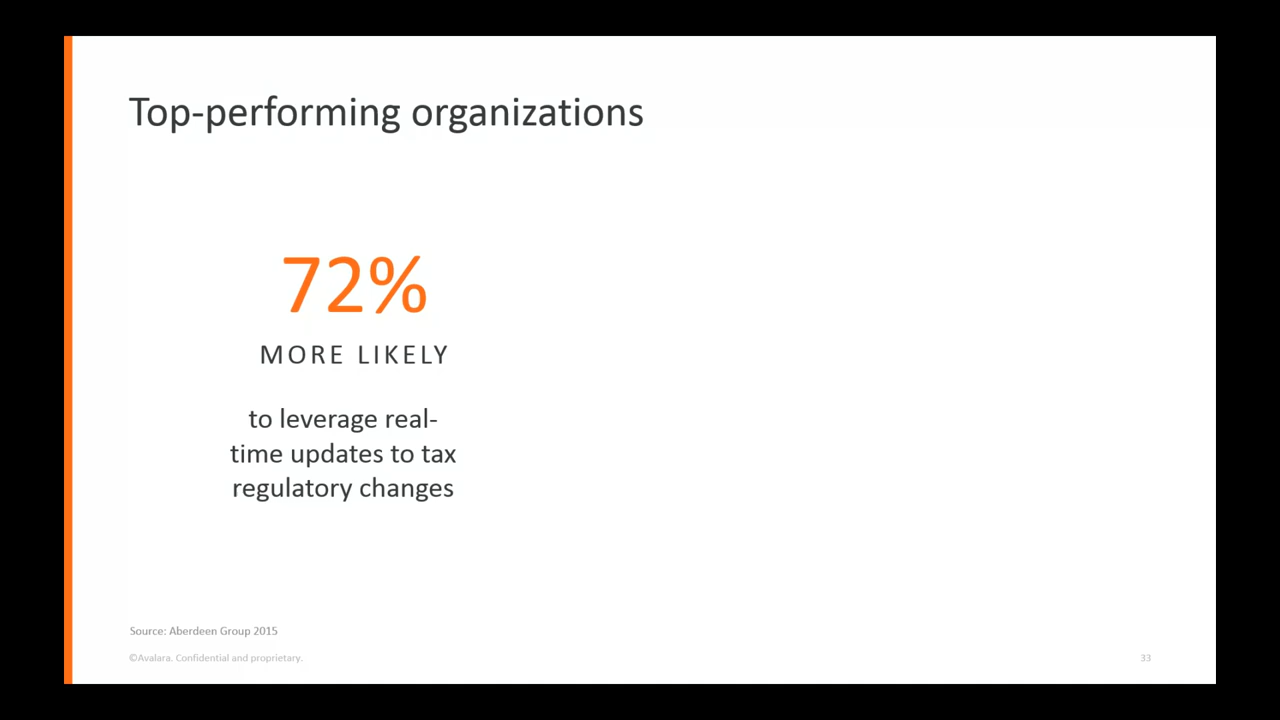 Top-performing organizations
72%
MORE LIKELY
to leverage real-
time updates to tax
regulatory changes
Source: Aberdeen Group 2015
©Avalara. Confidential and proprietary.
33